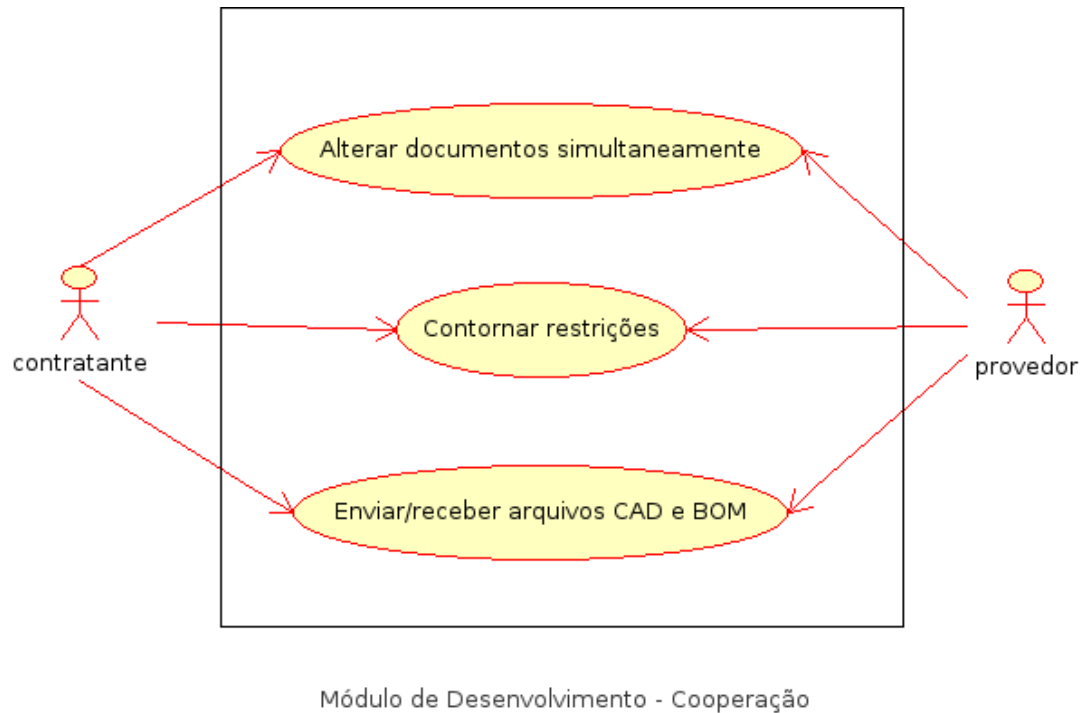 Alterar documentos simultaneamente
Contornar restrições
contratante
provedor
Enviar/receber arquivos CAD e BOM
Módulo de Desenvolvimento - Cooperação